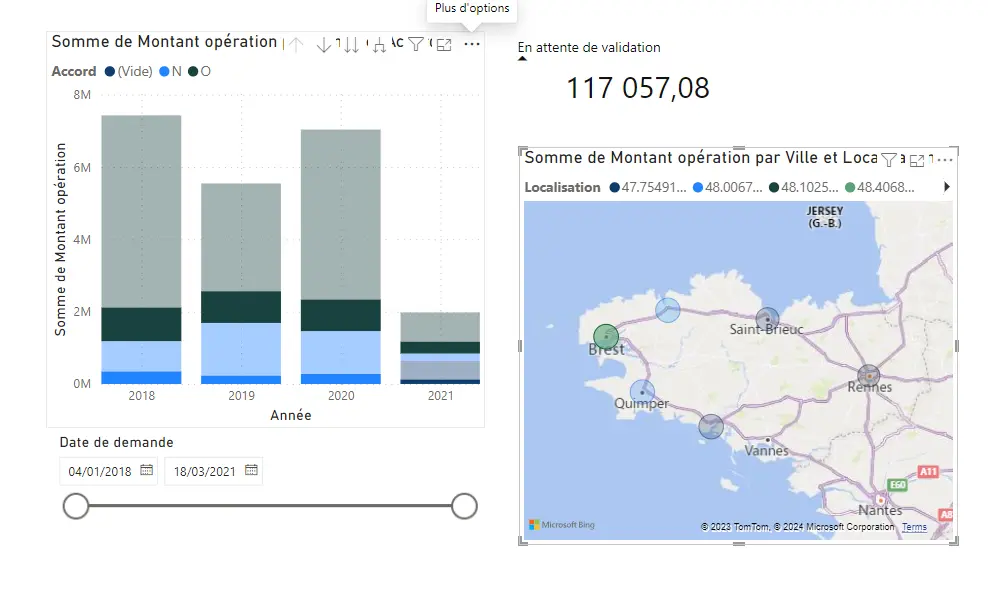 Plus d'options
Somme de Montant opération
Accord (Vide) N O
8M
6M
4M
2M
0M
Somme de Montant opération
2018 2019 2020 2021
Année
Date de demande
04/01/2018 18/03/2021
En attente de validation
117 057,08
Somme de Montant opération par Ville et Loca
Localisation 47.75491... 48.0067... 48.1025... 48.4068...
JERSEY
(G.-B.)
Saint-Brieuc
Brest
Rennes
Quimper
Vannes
A11
E60
Nantes
A8
Microsoft Bing
© 2023 TomTom, © 2024 Microsoft Corporation Terms